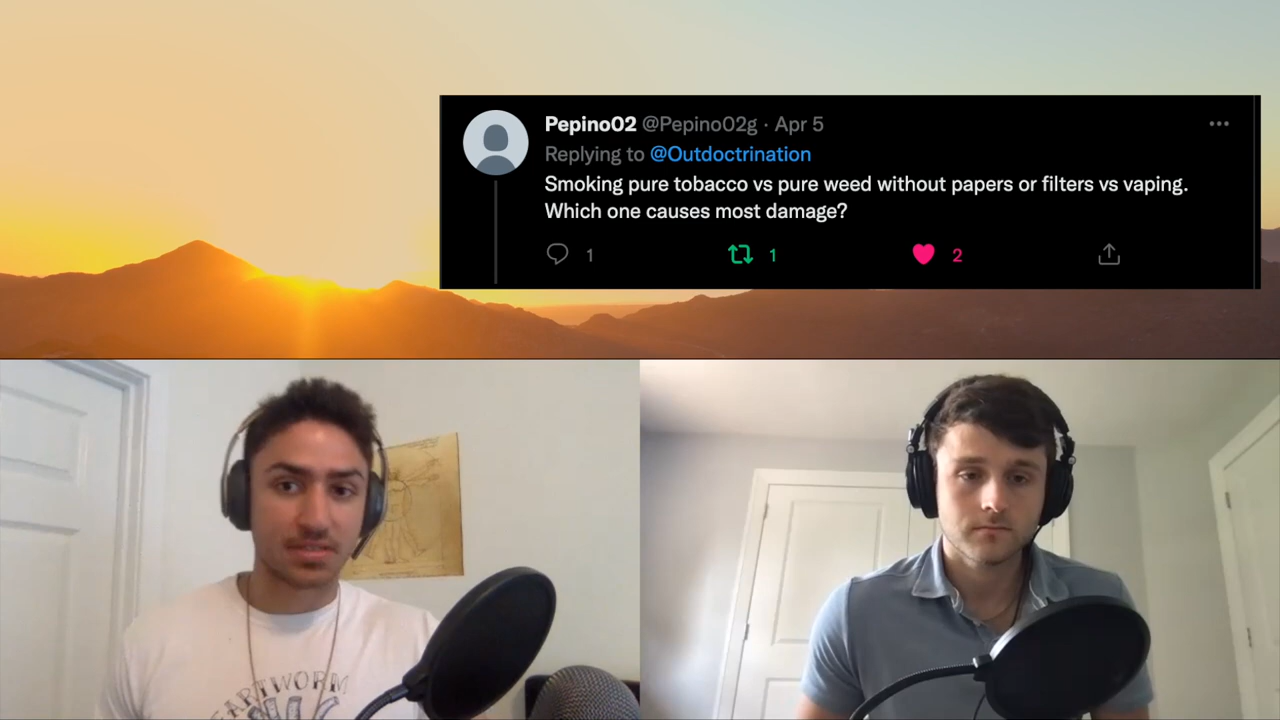 Pepino02 @Pepino02g · Apr 5
Replying to @Outdoctrination
Smoking pure tobacco vs pure weed without papers or filters vs vaping.
Which one causes most damage?
1 1 2
EARTWORM